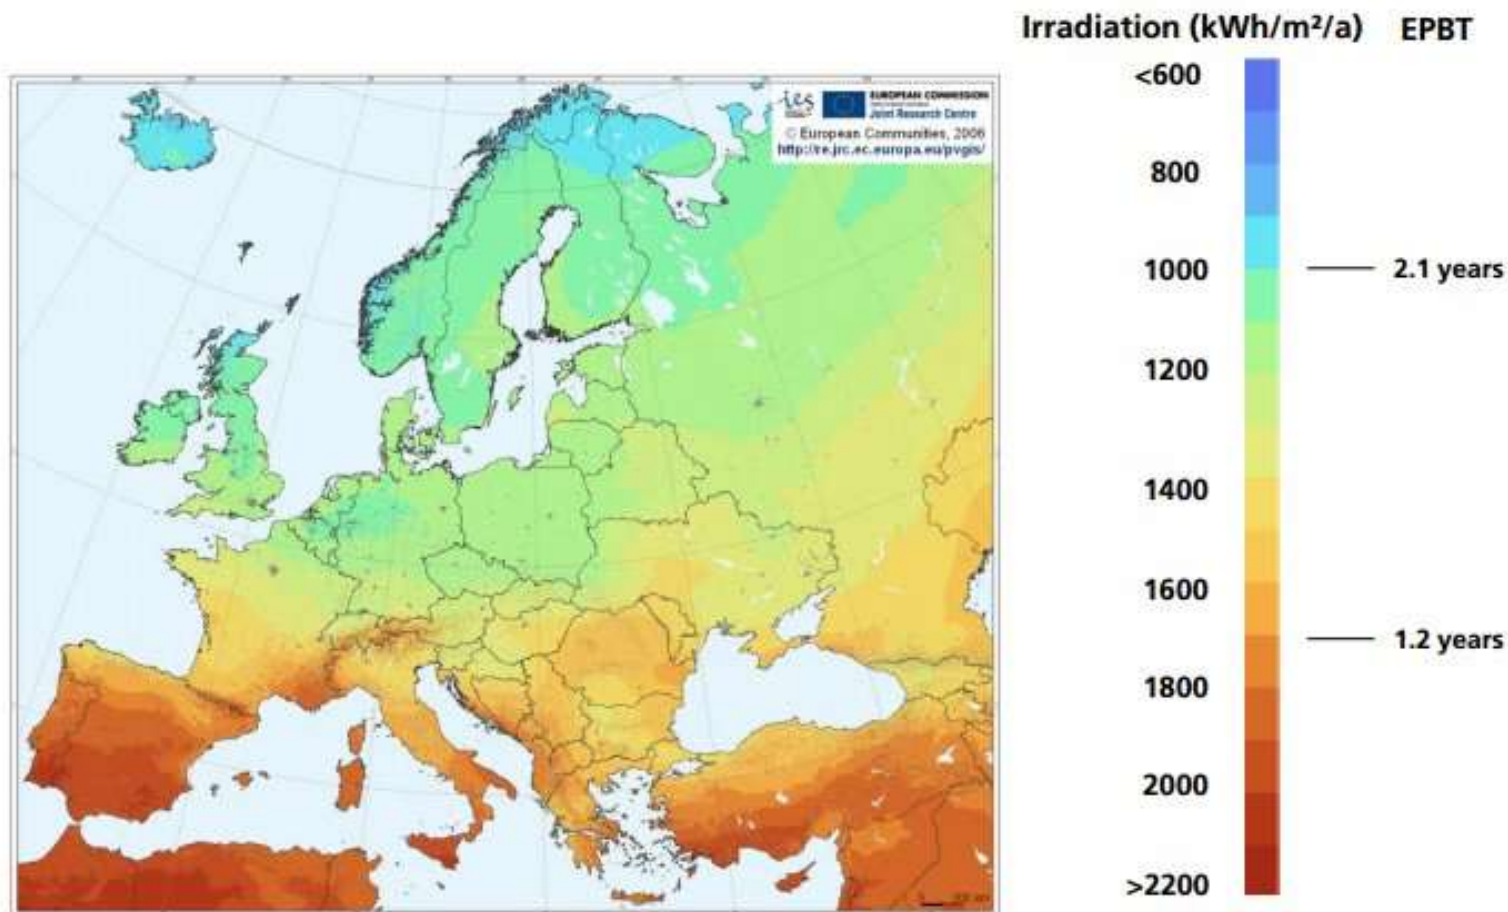 Irradiation (kWh/m²/a) EPBT
<600
800
1000
2.1 years
1200
1400
1600
1.2 years
1800
2000
>2200
ies
EUROPEAN COMMISSION
Joint Research Centre
© European Communities, 2006
http://re.jrc.ec.europa.eu/pvgis/